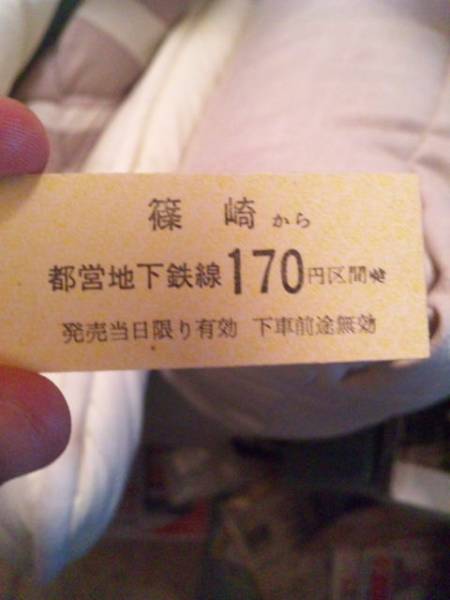 篠崎から
都営地下鉄線170円区間
発売当日限り有効 下車前途無効